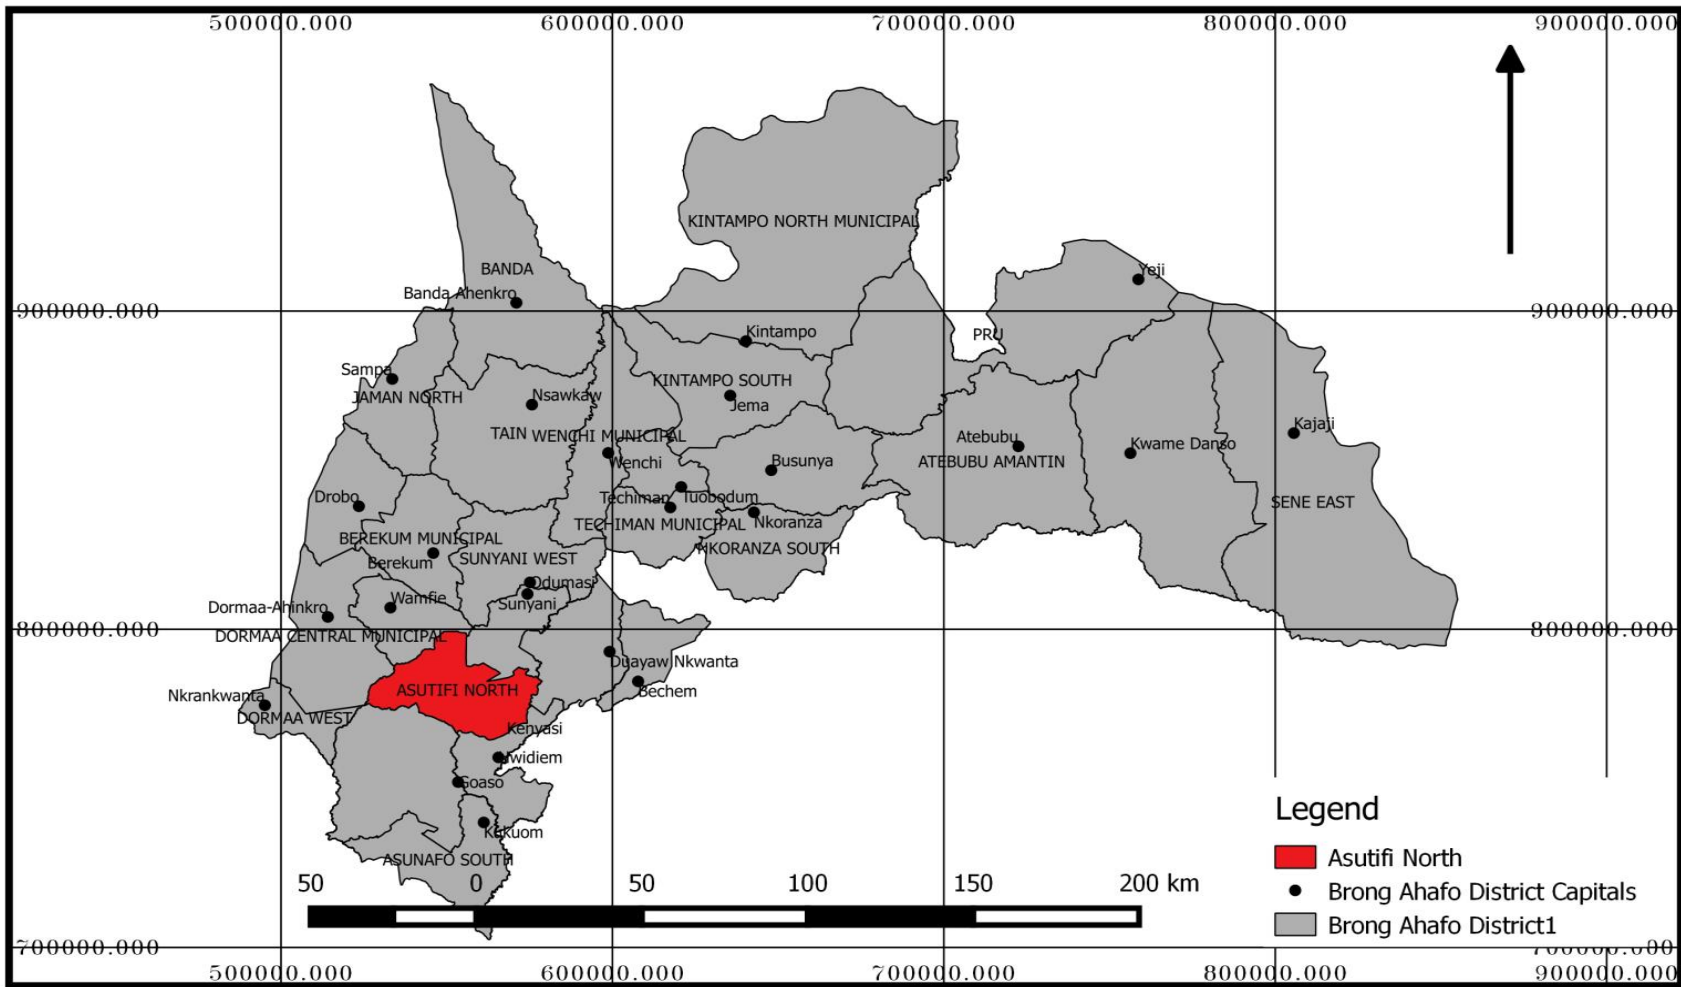 500000.000 600000.000 700000.000 800000.000 900000.000
KINTAMPO NORTH MUNICIPAL
BANDA
Yeji
Banda Ahenkro
900000.000 900000.000
Kintampo
PRU
Sampa
KINTAMPO SOUTH
JAMAN NORTH
Nsawkaw
Jema
Kajaji
TAIN
WENCHI MUNICIPAL
Atebubu
Kwame Danso
Wenchi
Busunya
ATEBUBU AMANTIN
Drobo
Techiman
Tuobodum
SENE EAST
TECHIMAN MUNICIPAL
Nkoranza
BEREKUM MUNICIPAL
NKORANZA SOUTH
SUNYANI WEST
Berekum
Odumasi
Wamfie
Sunyani
Dormaa-Ahinkro
800000.000 800000.000
DORMAA CENTRAL MUNICIPAL
Duayaw Nkwanta
ASUTIFI NORTH
Bechem
Nkrankwanta
DORMAA WEST
Kenyasi
Hwidiem
Goaso
Kukuom
ASUNAFO SOUTH
50 0 50 100 150 200 km
Legend
Asutifi North
Brong Ahafo District Capitals
Brong Ahafo District1
700000.000 700000.000
500000.000 600000.000 700000.000 800000.000 900000.000